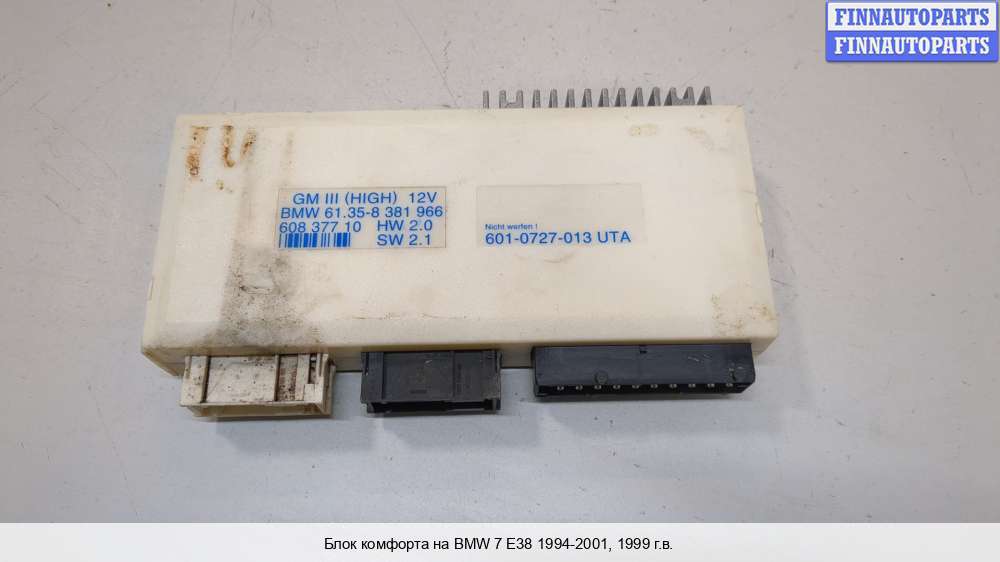 FINNAUTOPARTS
FINNAUTOPARTS
GM III (HIGH) 12V
BMW 61.35-8 381 966
608 377 10 HW 2.0
SW 2.1
Nicht werfen !
601-0727-013 UTA
Блок комфорта на BMW 7 E38 1994-2001, 1999 г.в.